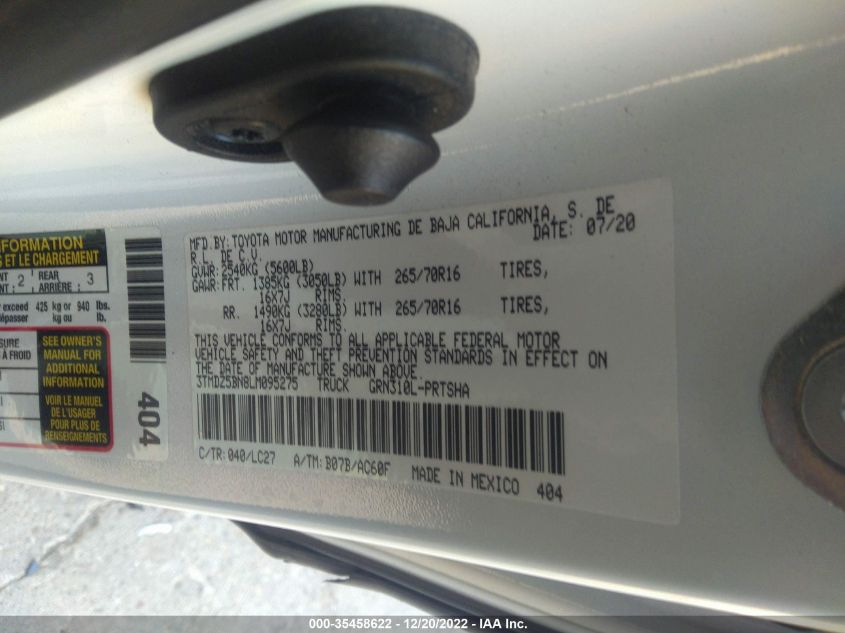 MFD.BY:TOYOTA MOTOR MANUFACTURING DE BAJA CALIFORNIA, S. DE
R.L. DE C.V. DATE: 07/20
GVWR:2540KG (5600LB)
GAWR:FRT. 1385KG (3050LB) WITH 265/70R16 TIRES,
16X7J RIMS.
RR. 1490KG (3280LB) WITH 265/70R16 TIRES,
16X7J RIMS.
THIS VEHICLE CONFORMS TO ALL APPLICABLE FEDERAL MOTOR
VEHICLE SAFETY AND THEFT PREVENTION STANDARDS IN EFFECT ON
THE DATE OF MANUFACTURE SHOWN ABOVE.
3TMDZ5BN8LM095275 TRUCK GRN310L-PRTSHA
C/TR:040/LC27 A/TM:B07B/AC60F
MADE IN MEXICO 404
404
ET LE CHARGEMENT
2 REAR 3
ARRIÈRE:
exceed 425 kg or 940 lbs.
kg ou lb.
À FROID
SEE OWNER'S
MANUAL FOR
ADDITIONAL
INFORMATION
VOIR LE MANUEL
DE L'USAGER
POUR PLUS DE
RENSEIGNEMENTS
000-35458622 - 12/20/2022 - IAA Inc.